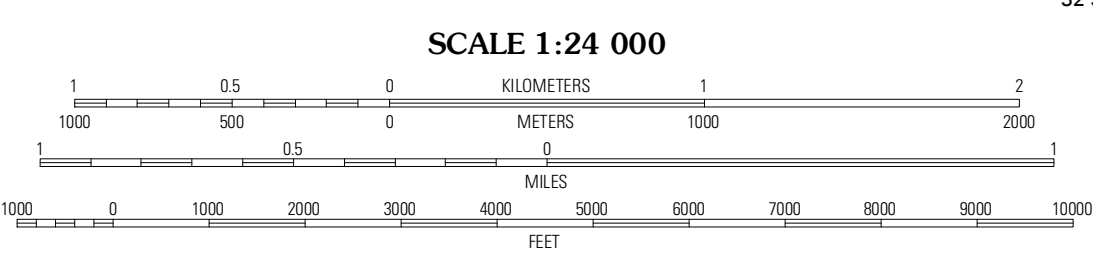 SCALE 1:24 000
1 0.5 0 KILOMETERS 1 2
1000 500 0 METERS 1000 2000
1 0.5 0 1
MILES
1000 0 1000 2000 3000 4000 5000 6000 7000 8000 9000 10000
FEET